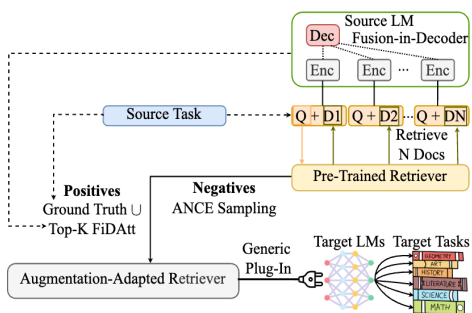 Source LM
Fusion-in-Decoder
Dec
Enc
Enc
...
Enc
Source Task
Q + D1
Q + D2
...
Q + DN
Retrieve
N Docs
Pre-Trained Retriever
Positives
Ground Truth ∪
Top-K FiDAtt
Negatives
ANCE Sampling
Generic
Plug-In
Target LMs
Target Tasks
Augmentation-Adapted Retriever
GEOMETRY
ART
HISTORY
LITERATURE
SCIENCE
MATH